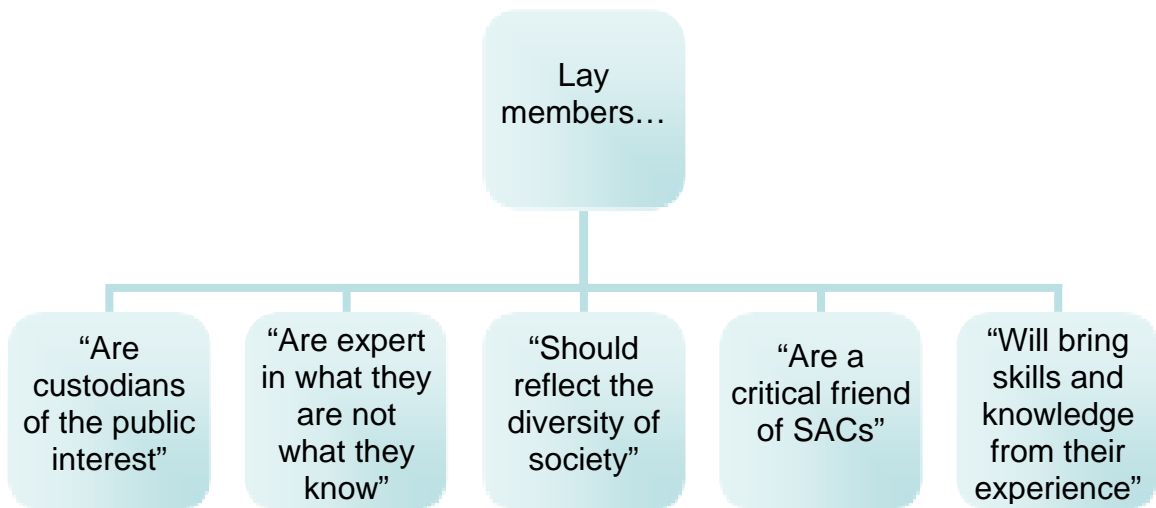 Lay
members…
“Are
custodians
of the public
interest”
“Are expert
in what they
are not
what they
know”
“Should
reflect the
diversity of
society”
“Are a
critical friend
of SACs”
“Will bring
skills and
knowledge
from their
experience”